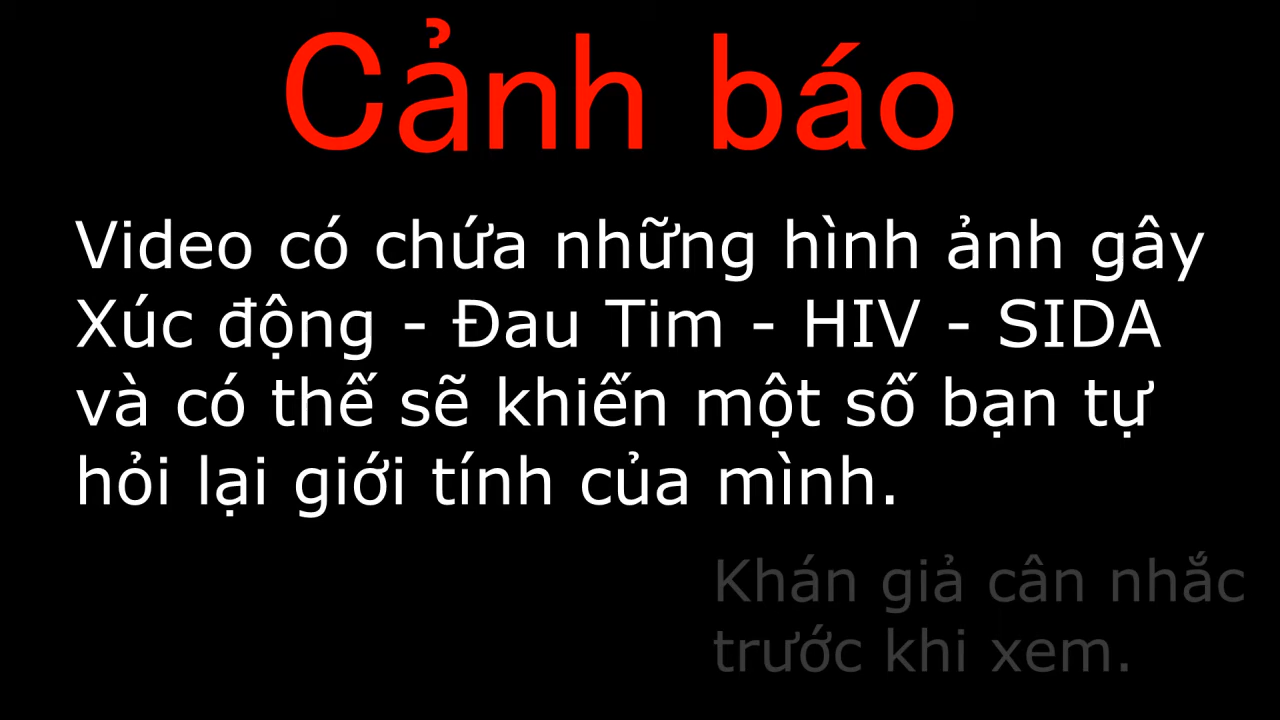 Cảnh báo
Video có chứa những hình ảnh gây
Xúc động - Đau Tim - HIV - SIDA
và có thế sẽ khiến một số bạn tự
hỏi lại giới tính của mình.
Khán giả cân nhắc
trước khi xem.